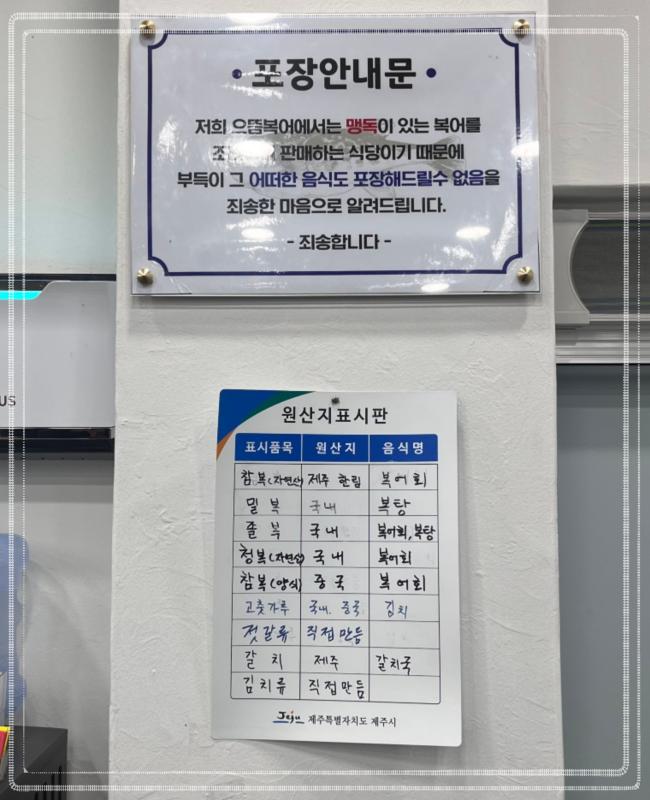 포장안내문
저희 으뜸복어에서는 맹독이 있는 복어를
판매하는 식당이기 때문에
부득이 그 어떠한 음식도 포장해드릴수 없음을
죄송한 마음으로 알려드립니다.
- 죄송합니다 -
US
원산지표시판
표시품목 원산지 음식명
참복(자연산) 제주 한림 복어회
밀복 국내 복탕
졸복 국내 복어회, 복탕
청복(자연산) 국내 복어회
참복(양식) 중국 복어회
고춧가루 국내. 중국 김치
젓갈류 직접만듬
갈치 제주 갈치국
김치류 직접만듬
Jeju 제주특별자치도 제주시